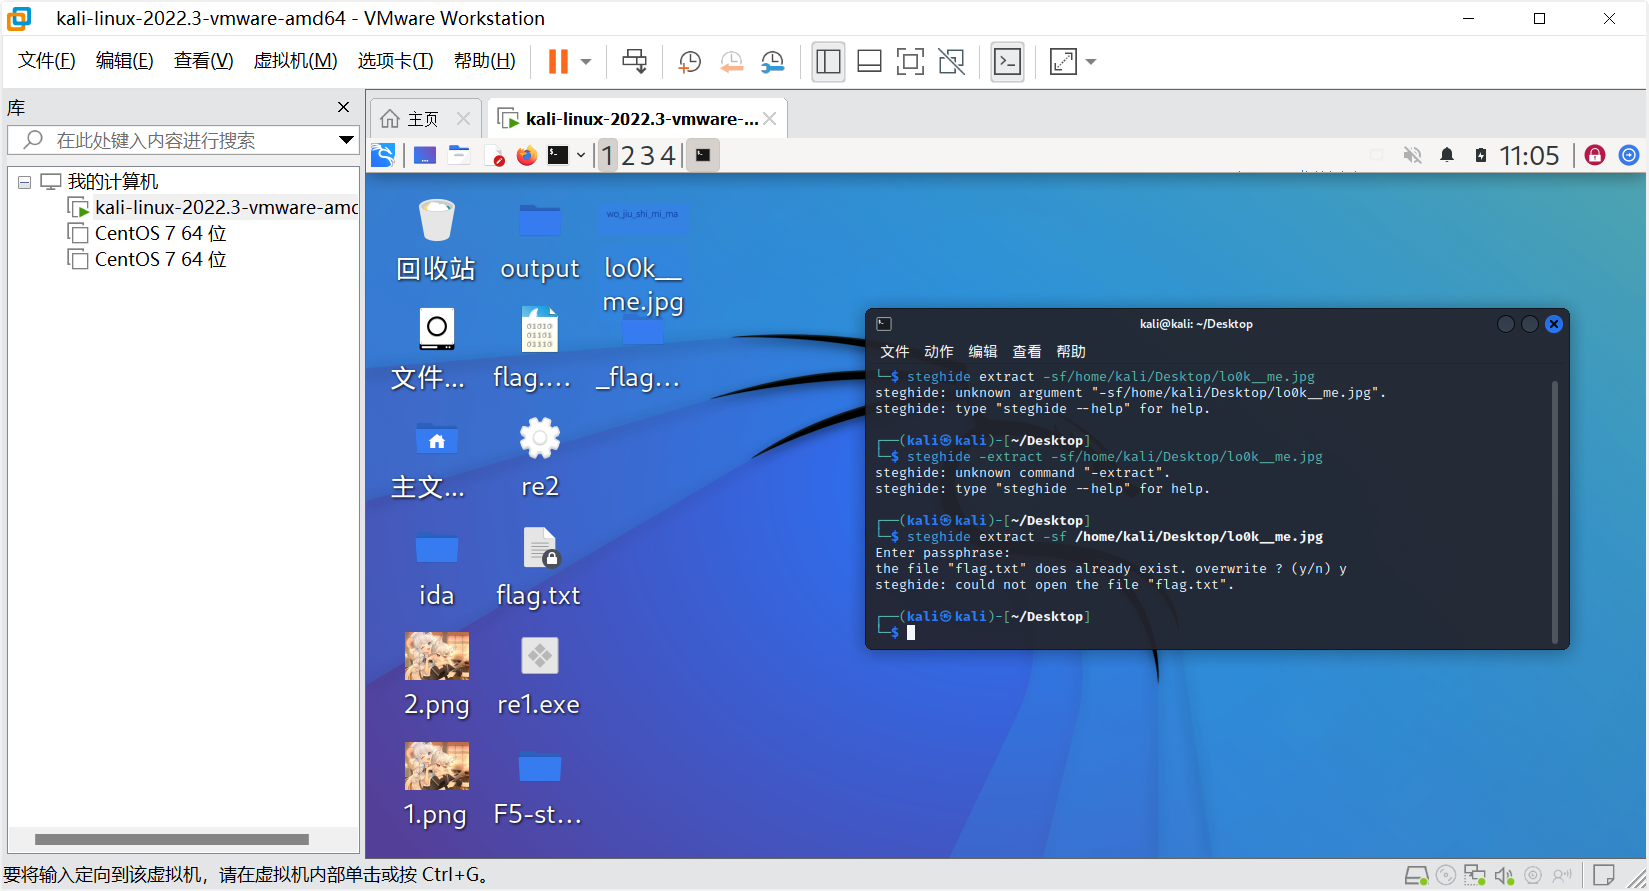 kali-linux-2022.3-vmware-amd64 - VMware Workstation
文件(F) 编辑(E) 查看(V) 虚拟机(M) 选项卡(T) 帮助(H)
库
在此处键入内容进行搜索
我的计算机
kali-linux-2022.3-vmware-amd
CentOS 7 64 位
CentOS 7 64 位
主页
kali-linux-2022.3-vmware-...
1 2 3 4
11:05
回收站
output
wo_jiu_shi_mi_ma
lo0k__
me.jpg
文件...
flag....
_flag...
主文...
re2
ida
flag.txt
2.png
re1.exe
1.png
F5-st...
01010
01101
01110
kali@kali: ~/Desktop
文件 动作 编辑 查看 帮助
└─$ steghide extract -sf/home/kali/Desktop/lo0k__me.jpg
steghide: unknown argument "-sf/home/kali/Desktop/lo0k__me.jpg".
steghide: type "steghide --help" for help.
┌──(kali㉿kali)-[~/Desktop]
└─$ steghide -extract -sf/home/kali/Desktop/lo0k__me.jpg
steghide: unknown command "-extract".
steghide: type "steghide --help" for help.
┌──(kali㉿kali)-[~/Desktop]
└─$ steghide extract -sf /home/kali/Desktop/lo0k__me.jpg
Enter passphrase:
the file "flag.txt" does already exist. overwrite ? (y/n) y
steghide: could not open the file "flag.txt".
┌──(kali㉿kali)-[~/Desktop]
└─$
要将输入定向到该虚拟机，请在虚拟机内部单击或按 Ctrl+G。